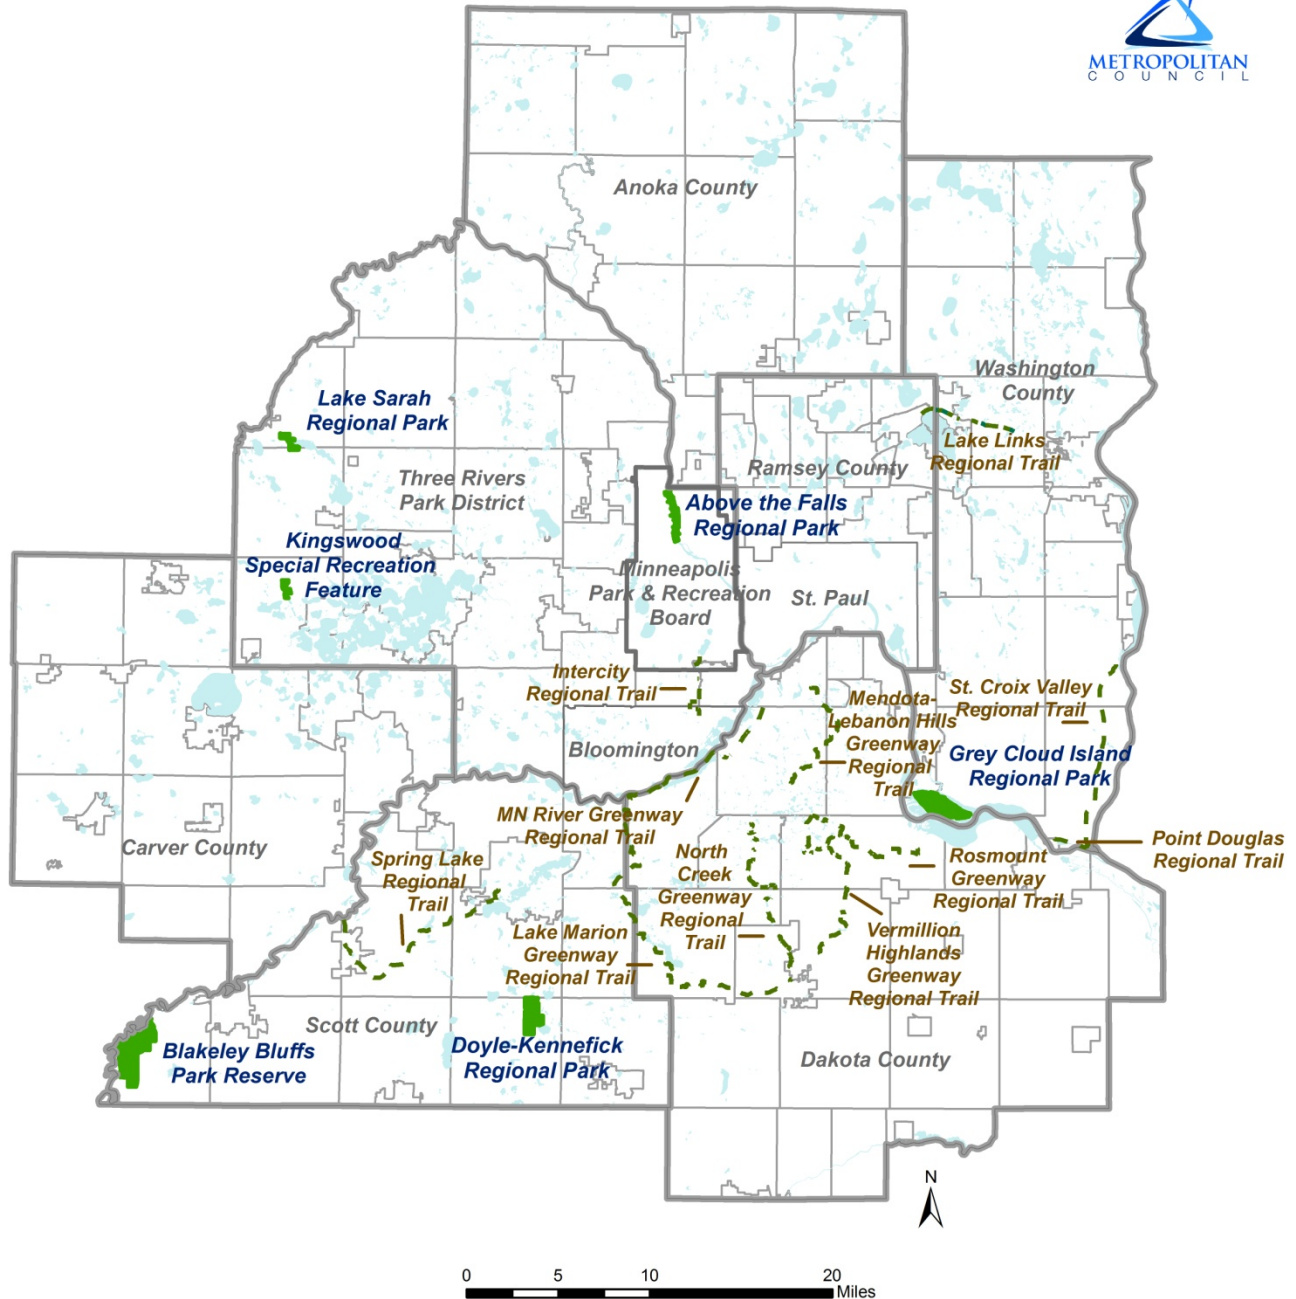 METROPOLITAN
COUNCIL
Anoka County
Washington
County
Lake Sarah
Regional Park
Lake Links
Regional Trail
Ramsey County
Three Rivers
Park District
Above the Falls
Regional Park
Kingswood
Special Recreation
Feature
Minneapolis
Park & Recreation
Board
St. Paul
Intercity
Regional Trail
Mendota-
Lebanon Hills
Greenway
Regional
Trail
St. Croix Valley
Regional Trail
Bloomington
Grey Cloud Island
Regional Park
MN River Greenway
Regional Trail
Carver County
Spring Lake
Regional
Trail
North
Creek
Greenway
Regional
Trail
Rosmount
Greenway
Regional Trail
Point Douglas
Regional Trail
Lake Marion
Greenway
Regional Trail
Vermillion
Highlands
Greenway
Regional Trail
Scott County
Blakeley Bluffs
Park Reserve
Doyle-Kennefick
Regional Park
Dakota County
N
0 5 10 20
Miles